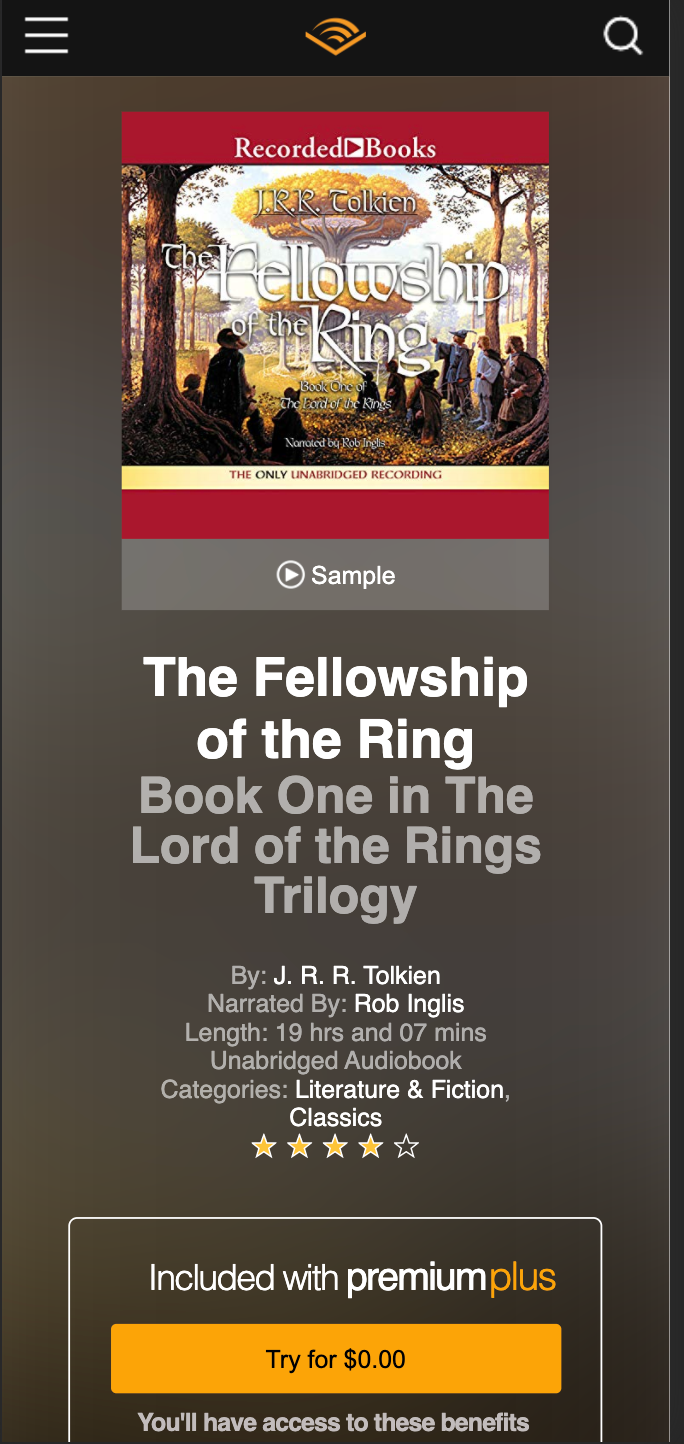 Recorded Books
J.R.R. Tolkien
The Fellowship
of the Ring
Book One of
The Lord of the Rings
Narrated by Rob Inglis
THE ONLY UNABRIDGED RECORDING
Sample
The Fellowship
of the Ring
Book One in The
Lord of the Rings
Trilogy
By: J. R. R. Tolkien
Narrated By: Rob Inglis
Length: 19 hrs and 07 mins
Unabridged Audiobook
Categories: Literature & Fiction,
Classics
Included with premium plus
Try for $0.00
You'll have access to these benefits